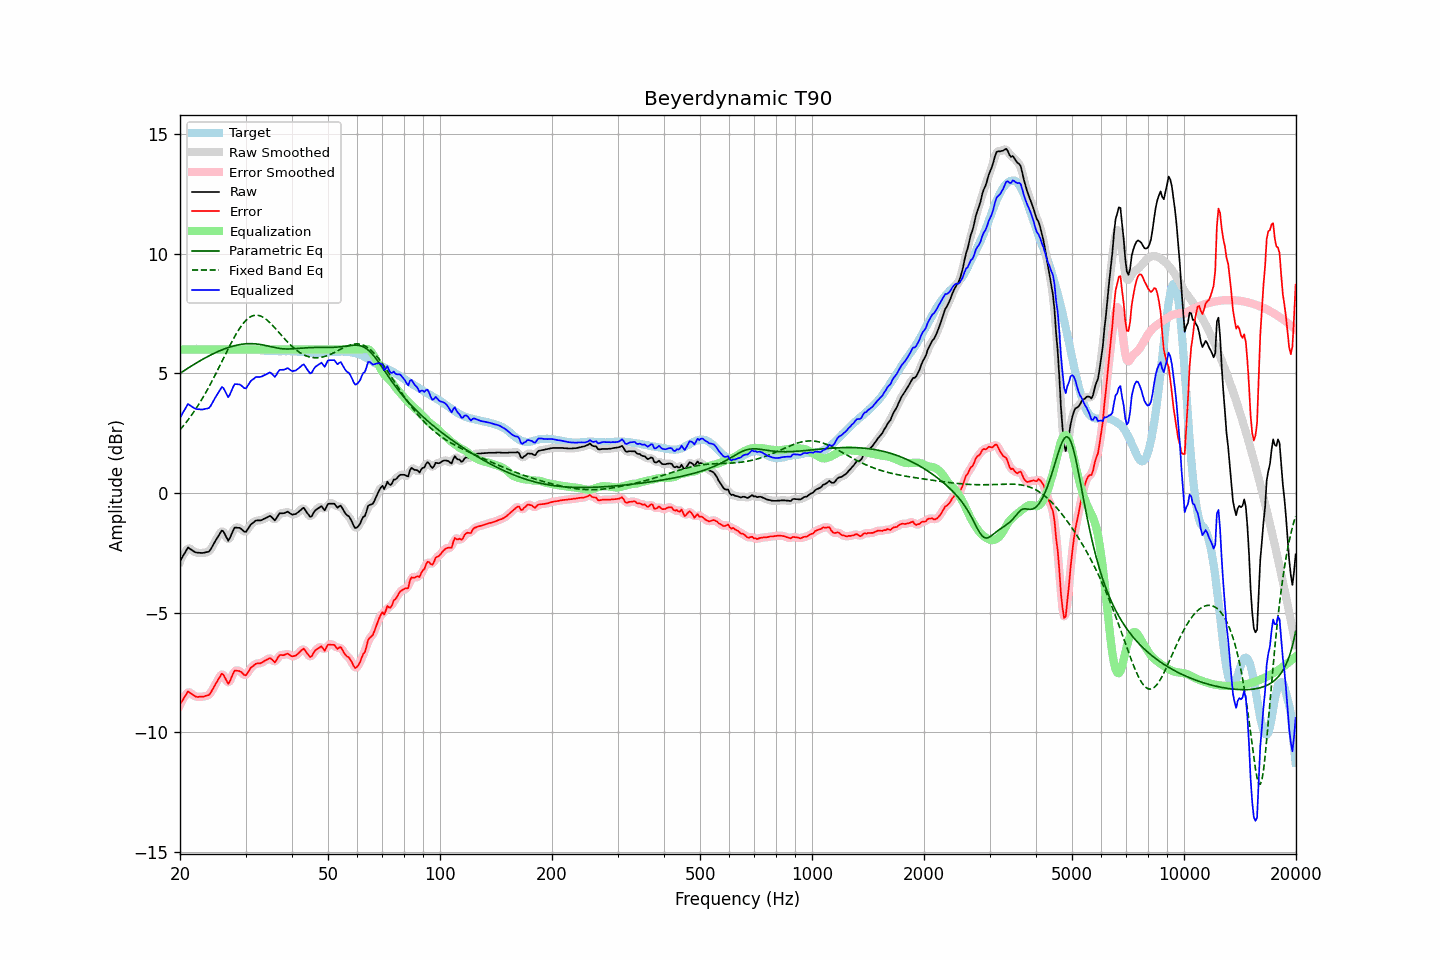 Beyerdynamic T90
Target
Raw Smoothed
Error Smoothed
Raw
Error
Equalization
Parametric Eq
Fixed Band Eq
Equalized
15
10
5
0
−5
−10
−15
Amplitude (dBr)
20 50 100 200 500 1000 2000 5000 10000 20000
Frequency (Hz)